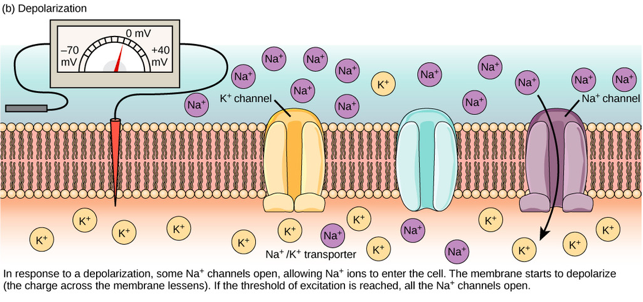 (b) Depolarization
0 mV
–70 mV
+40 mV
Na⁺ Na⁺ Na⁺ Na⁺ Na⁺ K⁺ Na⁺ Na⁺ Na⁺ Na⁺ Na⁺
Na⁺ K⁺ channel Na⁺ Na⁺ Na⁺ channel
K⁺ K⁺ K⁺ K⁺ K⁺ K⁺ K⁺ Na⁺ K⁺ Na⁺ Na⁺ K⁺ K⁺ K⁺ K⁺
Na⁺/K⁺ transporter
In response to a depolarization, some Na⁺ channels open, allowing Na⁺ ions to enter the cell. The membrane starts to depolarize
(the charge across the membrane lessens). If the threshold of excitation is reached, all the Na⁺ channels open.